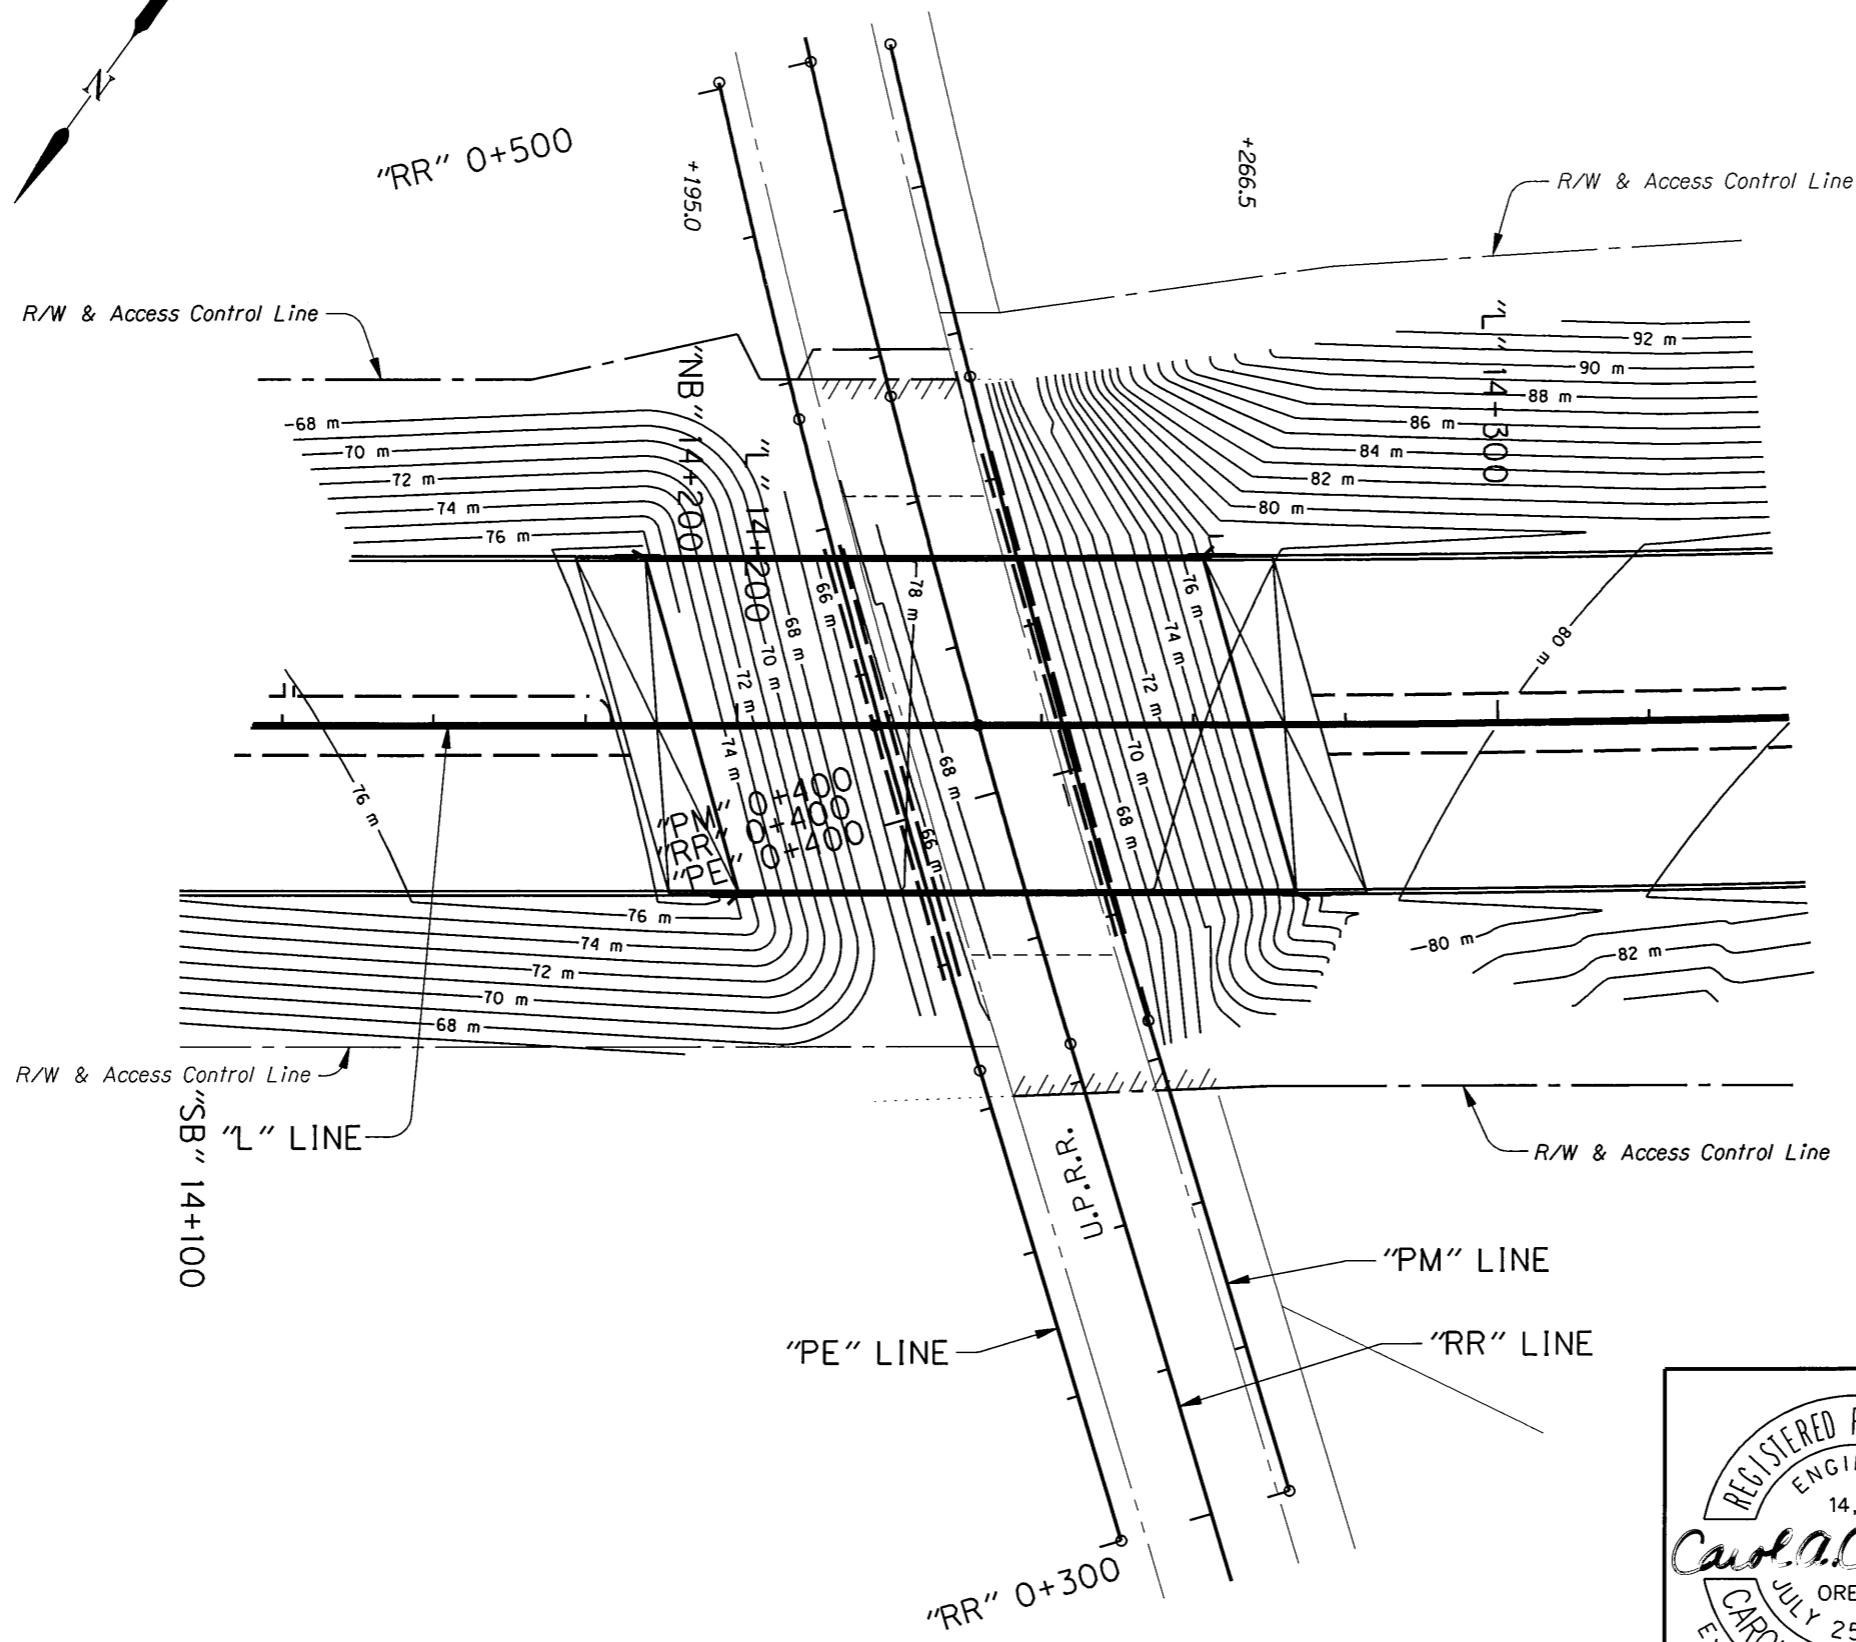 N
"RR" 0+500
+195.0
+266.5
R/W & Access Control Line
R/W & Access Control Line
"NB" 14+200
"L" 14+200
"L" 14+300
92 m
90 m
88 m
86 m
84 m
82 m
80 m
68 m
70 m
72 m
74 m
76 m
66 m
68 m
70 m
72 m
74 m
78 m
76 m
74 m
72 m
70 m
68 m
80 m
76 m
68 m
66 m
"PM" 0+400
"RR" 0+400
"PE" 0+400
76 m
74 m
72 m
70 m
68 m
80 m
82 m
R/W & Access Control Line
"SB" 14+100
"L" LINE
U.P.R.R.
R/W & Access Control Line
"PM" LINE
"PE" LINE
"RR" LINE
"RR" 0+300
REGISTERED
14,
Carol A.
JULY 25